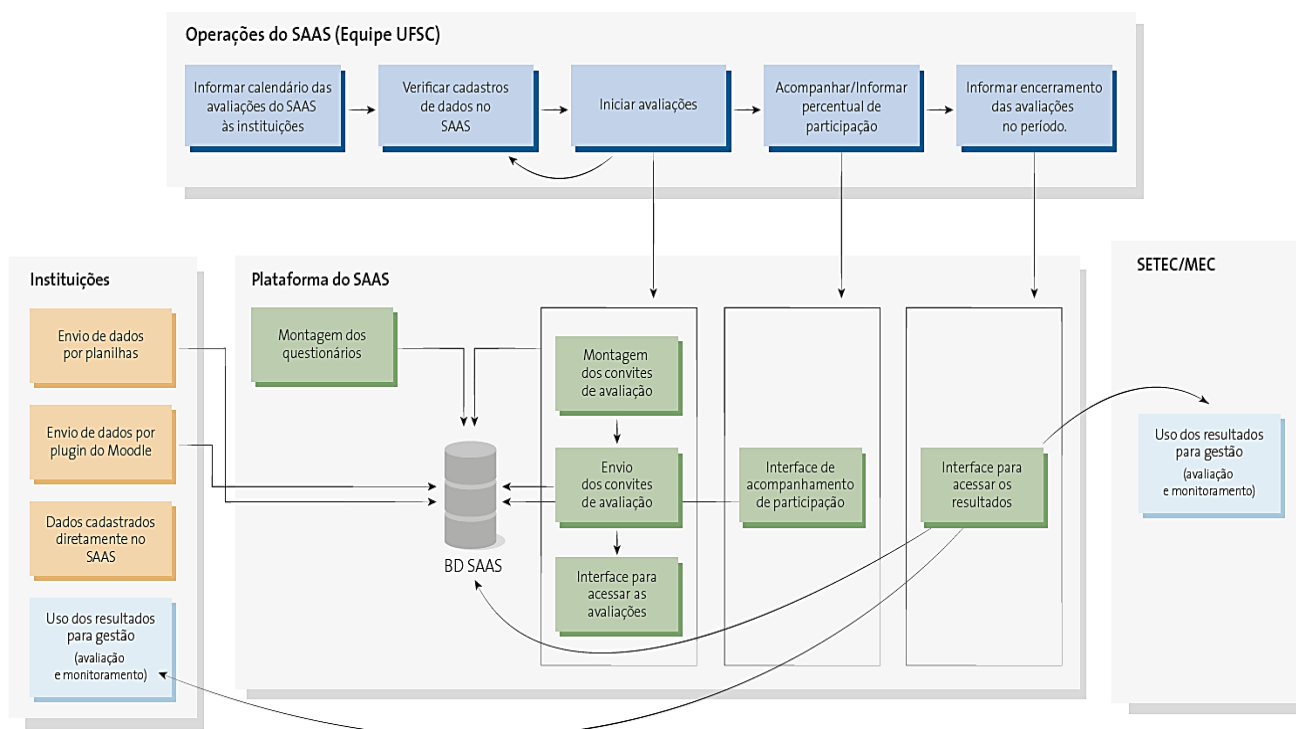 Operações do SAAS (Equipe UFSC)
Informar calendário das
avaliações do SAAS
às instituições
Verificar cadastros
de dados no
SAAS
Iniciar avaliações
Acompanhar/Informar
percentual de
participação
Informar encerramento
das avaliações
no período.
Instituições
Envio de dados
por planilhas
Envio de dados por
plugin do Moodle
Dados cadastrados
diretamente no
SAAS
Uso dos resultados
para gestão
(avaliação
e monitoramento)
Plataforma do SAAS
Montagem dos
questionários
BD SAAS
Montagem
dos convites
de avaliação
Envio
dos convites
de avaliação
Interface para
acessar as
avaliações
Interface de
acompanhamento
de participação
Interface para
acessar os
resultados
SETEC/MEC
Uso dos resultados
para gestão
(avaliação
e monitoramento)